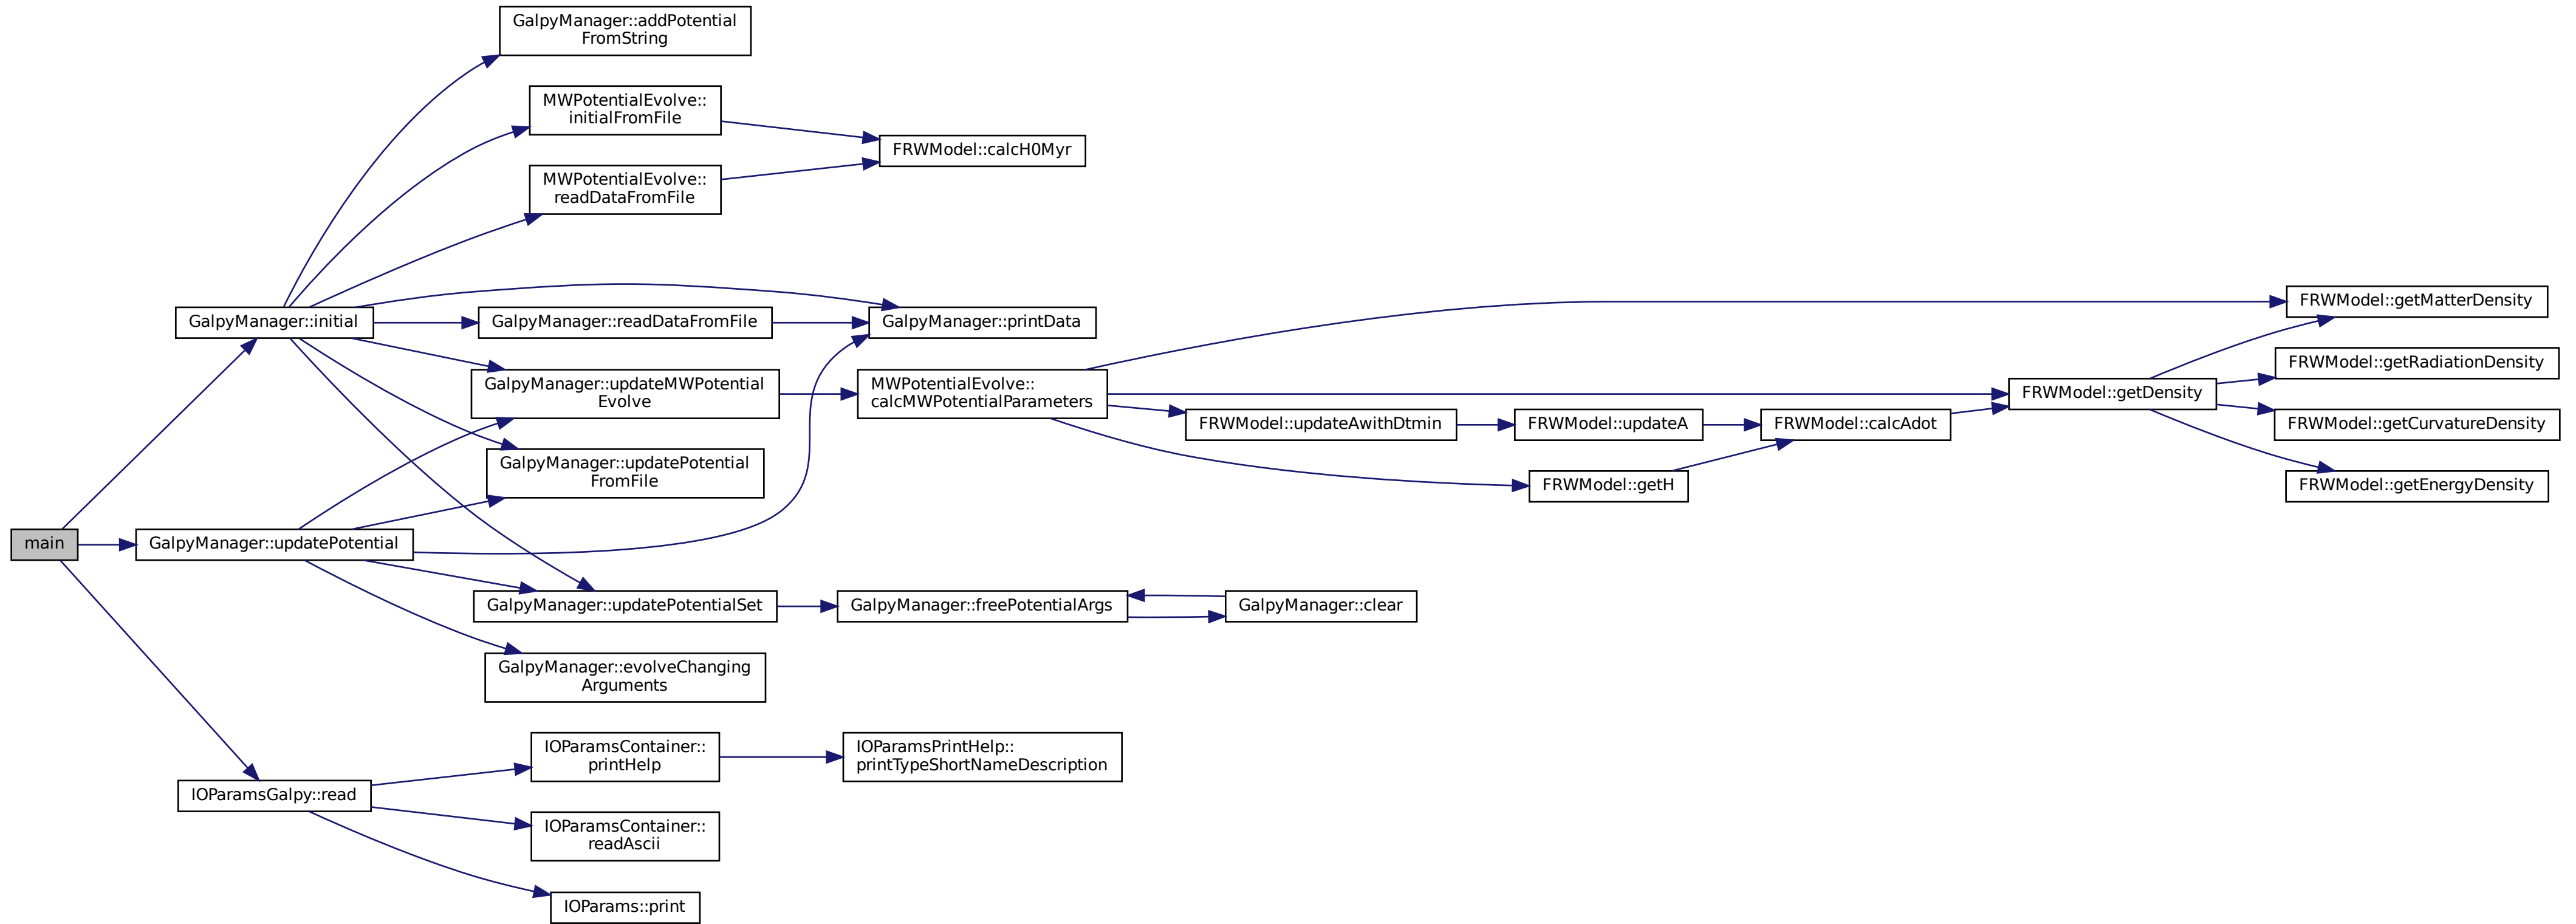 GalpyManager::addPotential
FromString
MWPotentialEvolve::
initialFromFile
FRWModel::calcH0Myr
MWPotentialEvolve::
readDataFromFile
GalpyManager::initial
GalpyManager::readDataFromFile
GalpyManager::printData
FRWModel::getMatterDensity
FRWModel::getRadiationDensity
GalpyManager::updateMWPotential
Evolve
MWPotentialEvolve::
calcMWPotentialParameters
FRWModel::getDensity
FRWModel::updateAwithDtmin
FRWModel::updateA
FRWModel::calcAdot
FRWModel::getCurvatureDensity
GalpyManager::updatePotential
FromFile
FRWModel::getH
FRWModel::getEnergyDensity
main
GalpyManager::updatePotential
GalpyManager::updatePotentialSet
GalpyManager::freePotentialArgs
GalpyManager::clear
GalpyManager::evolveChanging
Arguments
IOParamsContainer::
printHelp
IOParamsPrintHelp::
printTypeShortNameDescription
IOParamsGalpy::read
IOParamsContainer::
readAscii
IOParams::print